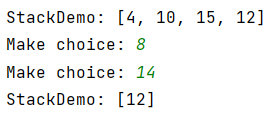 StackDemo: [4, 10, 15, 12]
Make choice: 8
Make choice: 14
StackDemo: [12]